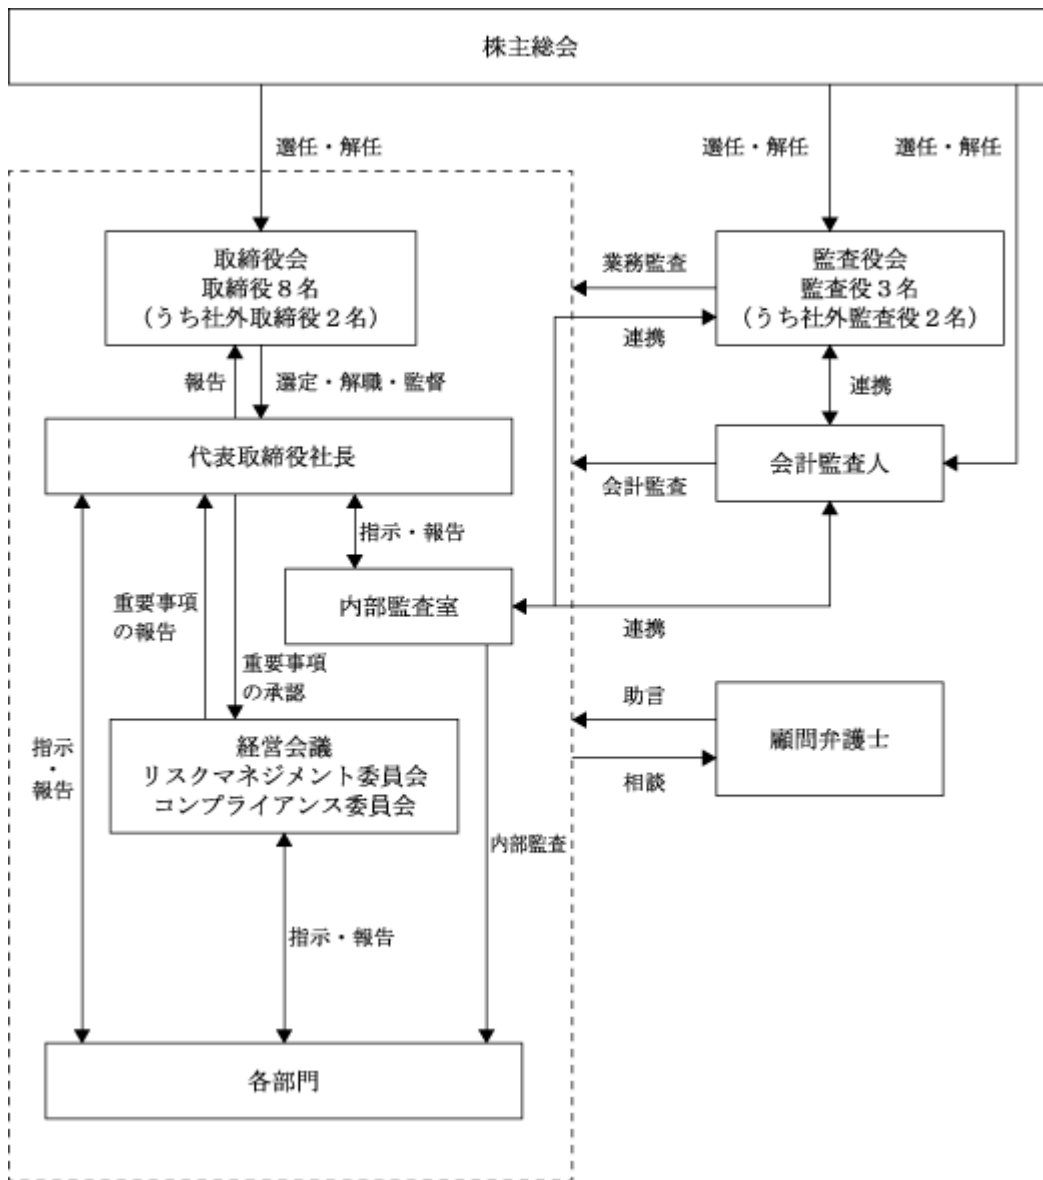 株主総会
選任・解任
選任・解任
選任・解任
取締役会
取締役８名
（うち社外取締役２名）
業務監査
監査役会
監査役３名
（うち社外監査役２名）
連携
報告
選定・解職・監督
連携
代表取締役社長
会計監査人
会計監査
指示・報告
内部監査室
重要事項
の報告
連携
重要事項
の承認
助言
顧問弁護士
相談
指示
・
報告
経営会議
リスクマネジメント委員会
コンプライアンス委員会
内部監査
指示・報告
各部門